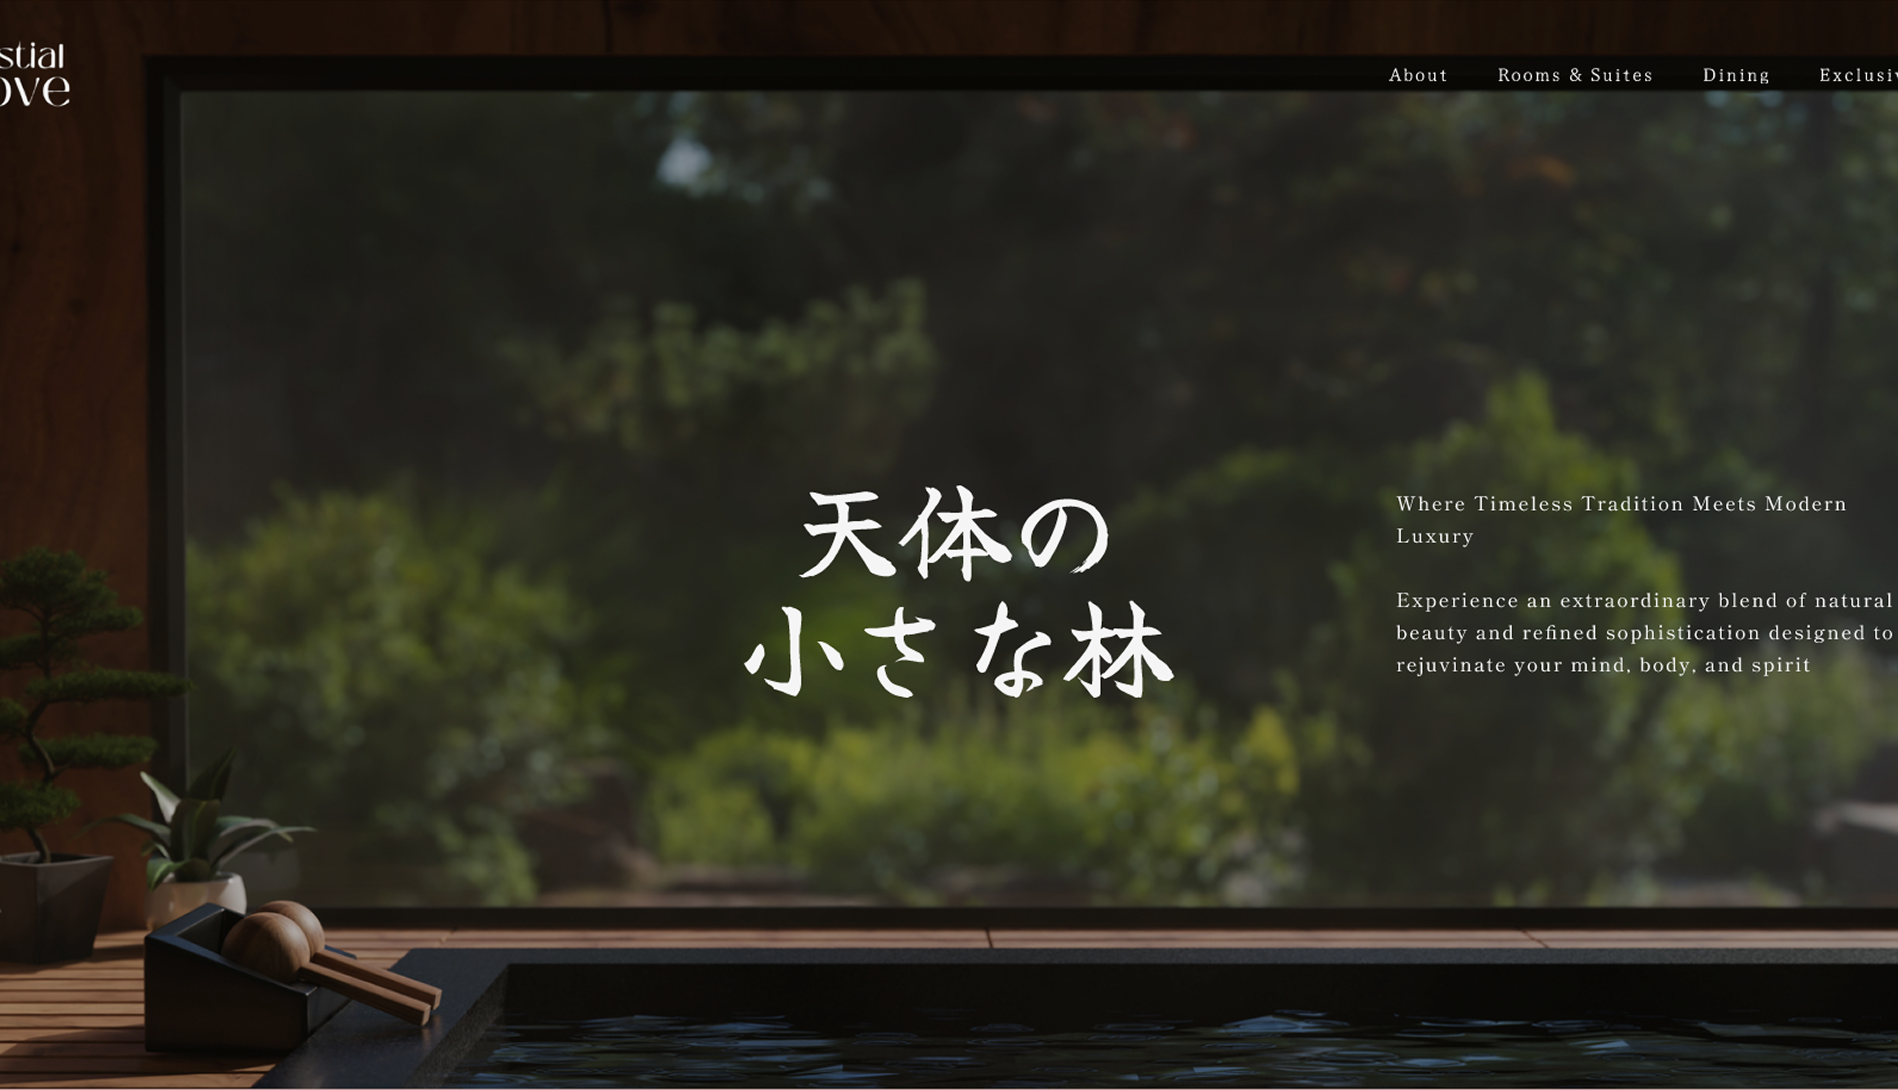 About
Rooms & Suites
Dining
天体の
小さな林
Where Timeless Tradition Meets Modern
Luxury
Experience an extraordinary blend of natural
beauty and refined sophistication designed to
rejuvinate your mind, body, and spirit